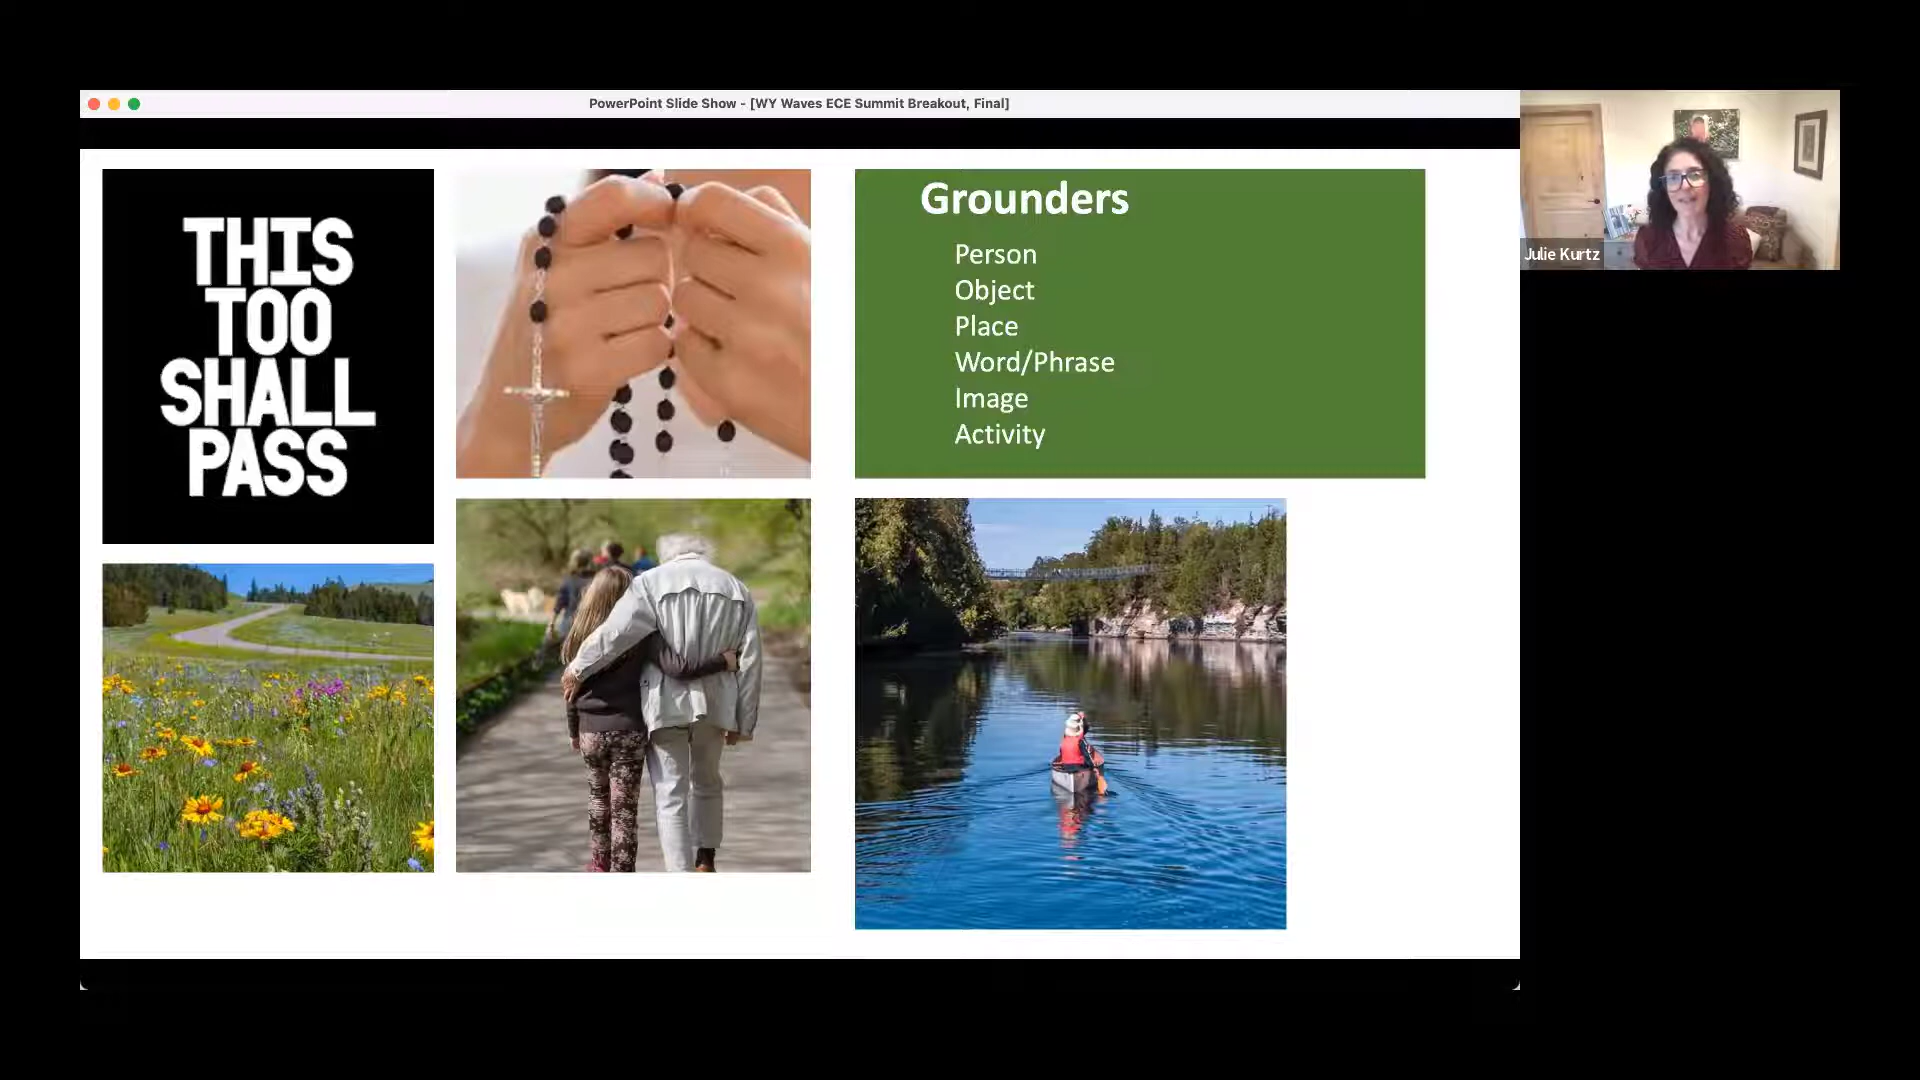 PowerPoint Slide Show - [WY Waves ECE Summit Breakout, Final]
THIS
TOO
SHALL
PASS
Grounders
Person
Object
Place
Word/Phrase
Image
Activity
Julie Kurtz